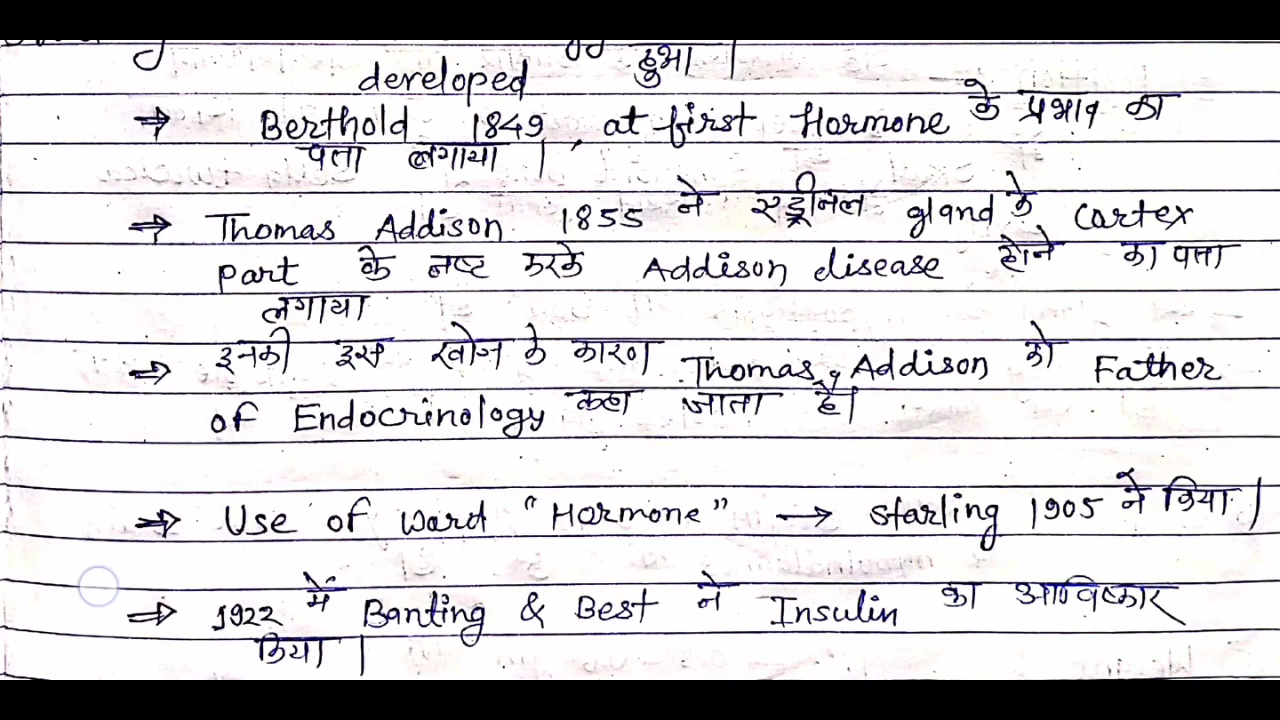 हुआ |
dereloped
⇒ Berthold 1849, at first Hormone के प्रभाव का
पता लगाया |
⇒ Thomas Addison 1855 ने एड्रीनल gland के Cortex
part के नष्ट करके Addison disease होने का पता
लगाया
⇒ इनकी इस खोज के कारण Thomas Addison को Father
of Endocrinology कहा जाता है|
⇒ Use of word "Hormone" → starling 1905 ने किया |
⇒ 1922 में Banting & Best ने Insulin का आविष्कार
किया |